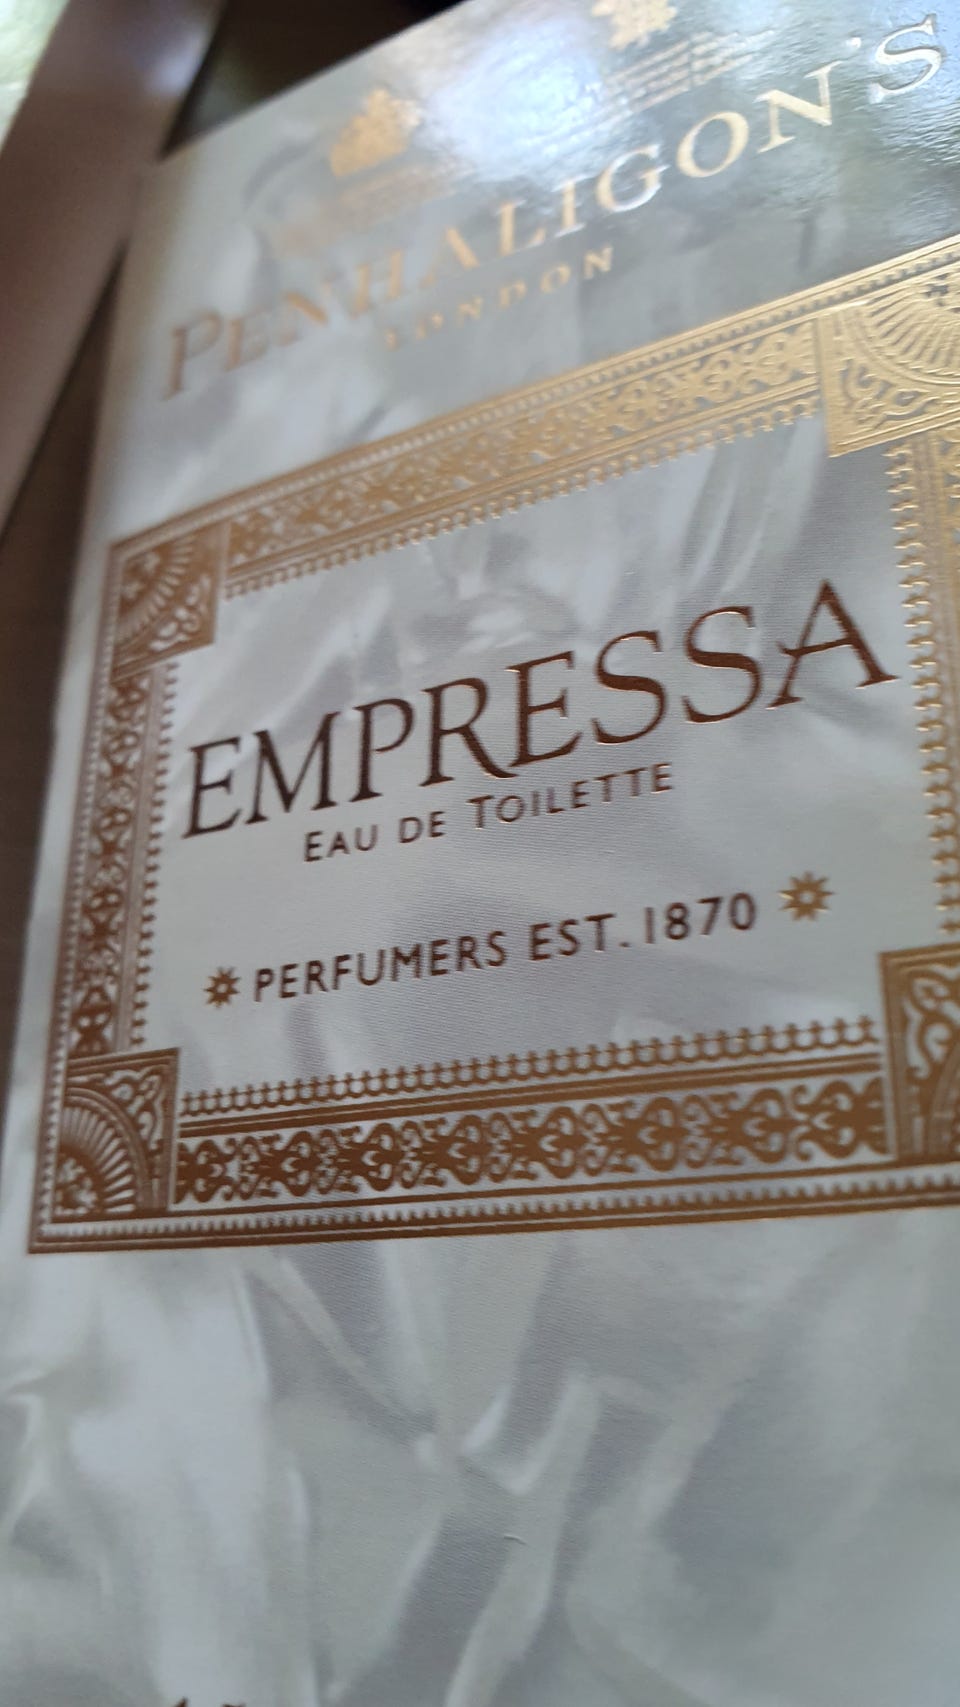 PENHALIGON'S
LONDON
EMPRESSA
EAU DE TOILETTE
PERFUMERS EST. 1870